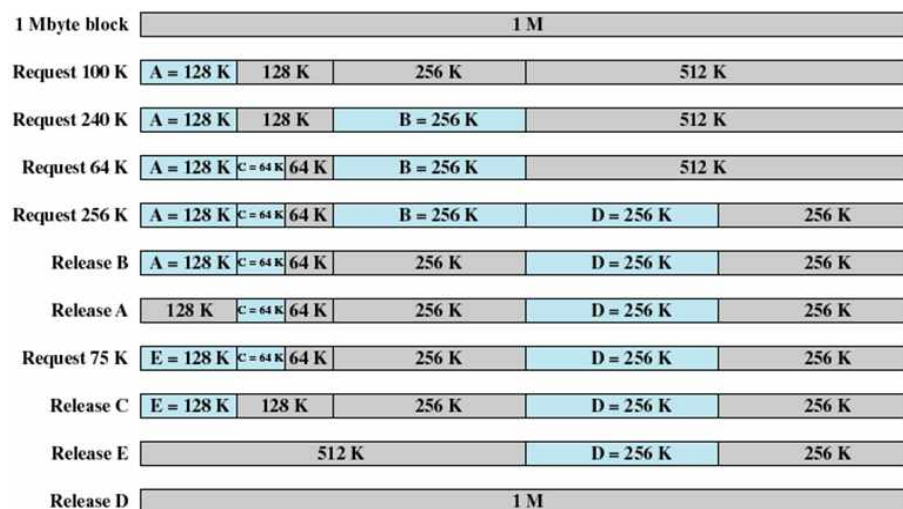 1 Mbyte block 1 M
Request 100 K A = 128 K 128 K 256 K 512 K
Request 240 K A = 128 K 128 K B = 256 K 512 K
Request 64 K A = 128 K C = 64 K 64 K B = 256 K 512 K
Request 256 K A = 128 K C = 64 K 64 K B = 256 K D = 256 K 256 K
Release B A = 128 K C = 64 K 64 K 256 K D = 256 K 256 K
Release A 128 K C = 64 K 64 K 256 K D = 256 K 256 K
Request 75 K E = 128 K C = 64 K 64 K 256 K D = 256 K 256 K
Release C E = 128 K 128 K 256 K D = 256 K 256 K
Release E 512 K D = 256 K 256 K
Release D 1 M